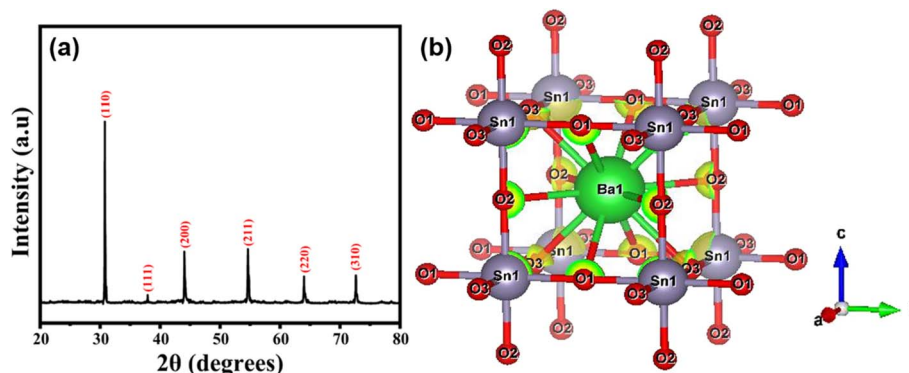 (a)
Intensity (a.u)
(110)
(111)
(200)
(211)
(220)
(310)
20 30 40 50 60 70 80
2θ (degrees)
(b)
O2 O2
O2 O2
O1 Sn1 O3 O1 Sn1 O3
O1 Sn1 O3 O1 Sn1 O1
O3 O3 O1
O2 Ba1 O2
O2 O2
O1 Sn1 O1 Sn1 O3
O1 Sn1 O3 O1 Sn1 O3 O1
O3 O3 O1
O2 O2
O2 O2
c
a